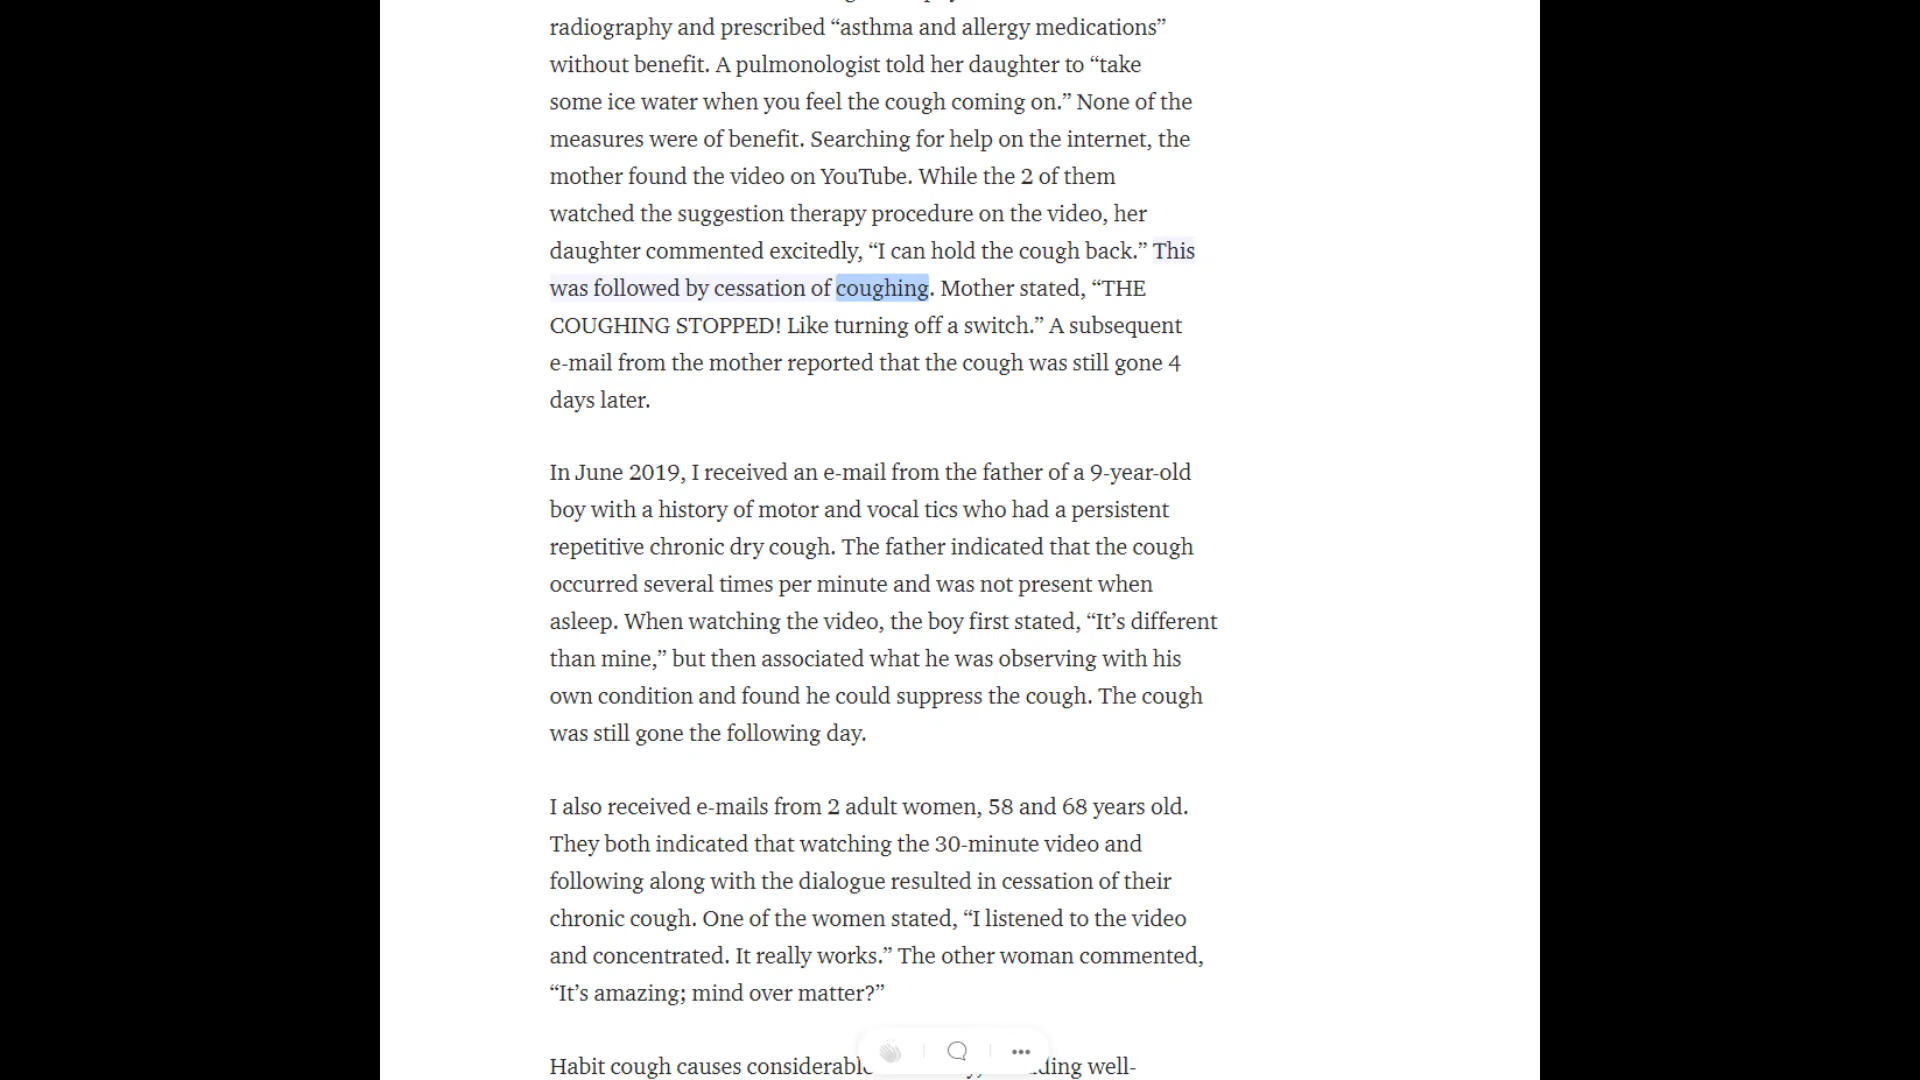 radiography and prescribed “asthma and allergy medications”
without benefit. A pulmonologist told her daughter to “take
some ice water when you feel the cough coming on.” None of the
measures were of benefit. Searching for help on the internet, the
mother found the video on YouTube. While the 2 of them
watched the suggestion therapy procedure on the video, her
daughter commented excitedly, “I can hold the cough back.” This
was followed by cessation of coughing. Mother stated, “THE
COUGHING STOPPED! Like turning off a switch.” A subsequent
e-mail from the mother reported that the cough was still gone 4
days later.
In June 2019, I received an e-mail from the father of a 9-year-old
boy with a history of motor and vocal tics who had a persistent
repetitive chronic dry cough. The father indicated that the cough
occurred several times per minute and was not present when
asleep. When watching the video, the boy first stated, “It’s different
than mine,” but then associated what he was observing with his
own condition and found he could suppress the cough. The cough
was still gone the following day.
I also received e-mails from 2 adult women, 58 and 68 years old.
They both indicated that watching the 30-minute video and
following along with the dialogue resulted in cessation of their
chronic cough. One of the women stated, “I listened to the video
and concentrated. It really works.” The other woman commented,
“It’s amazing; mind over matter?”
Habit cough causes well-